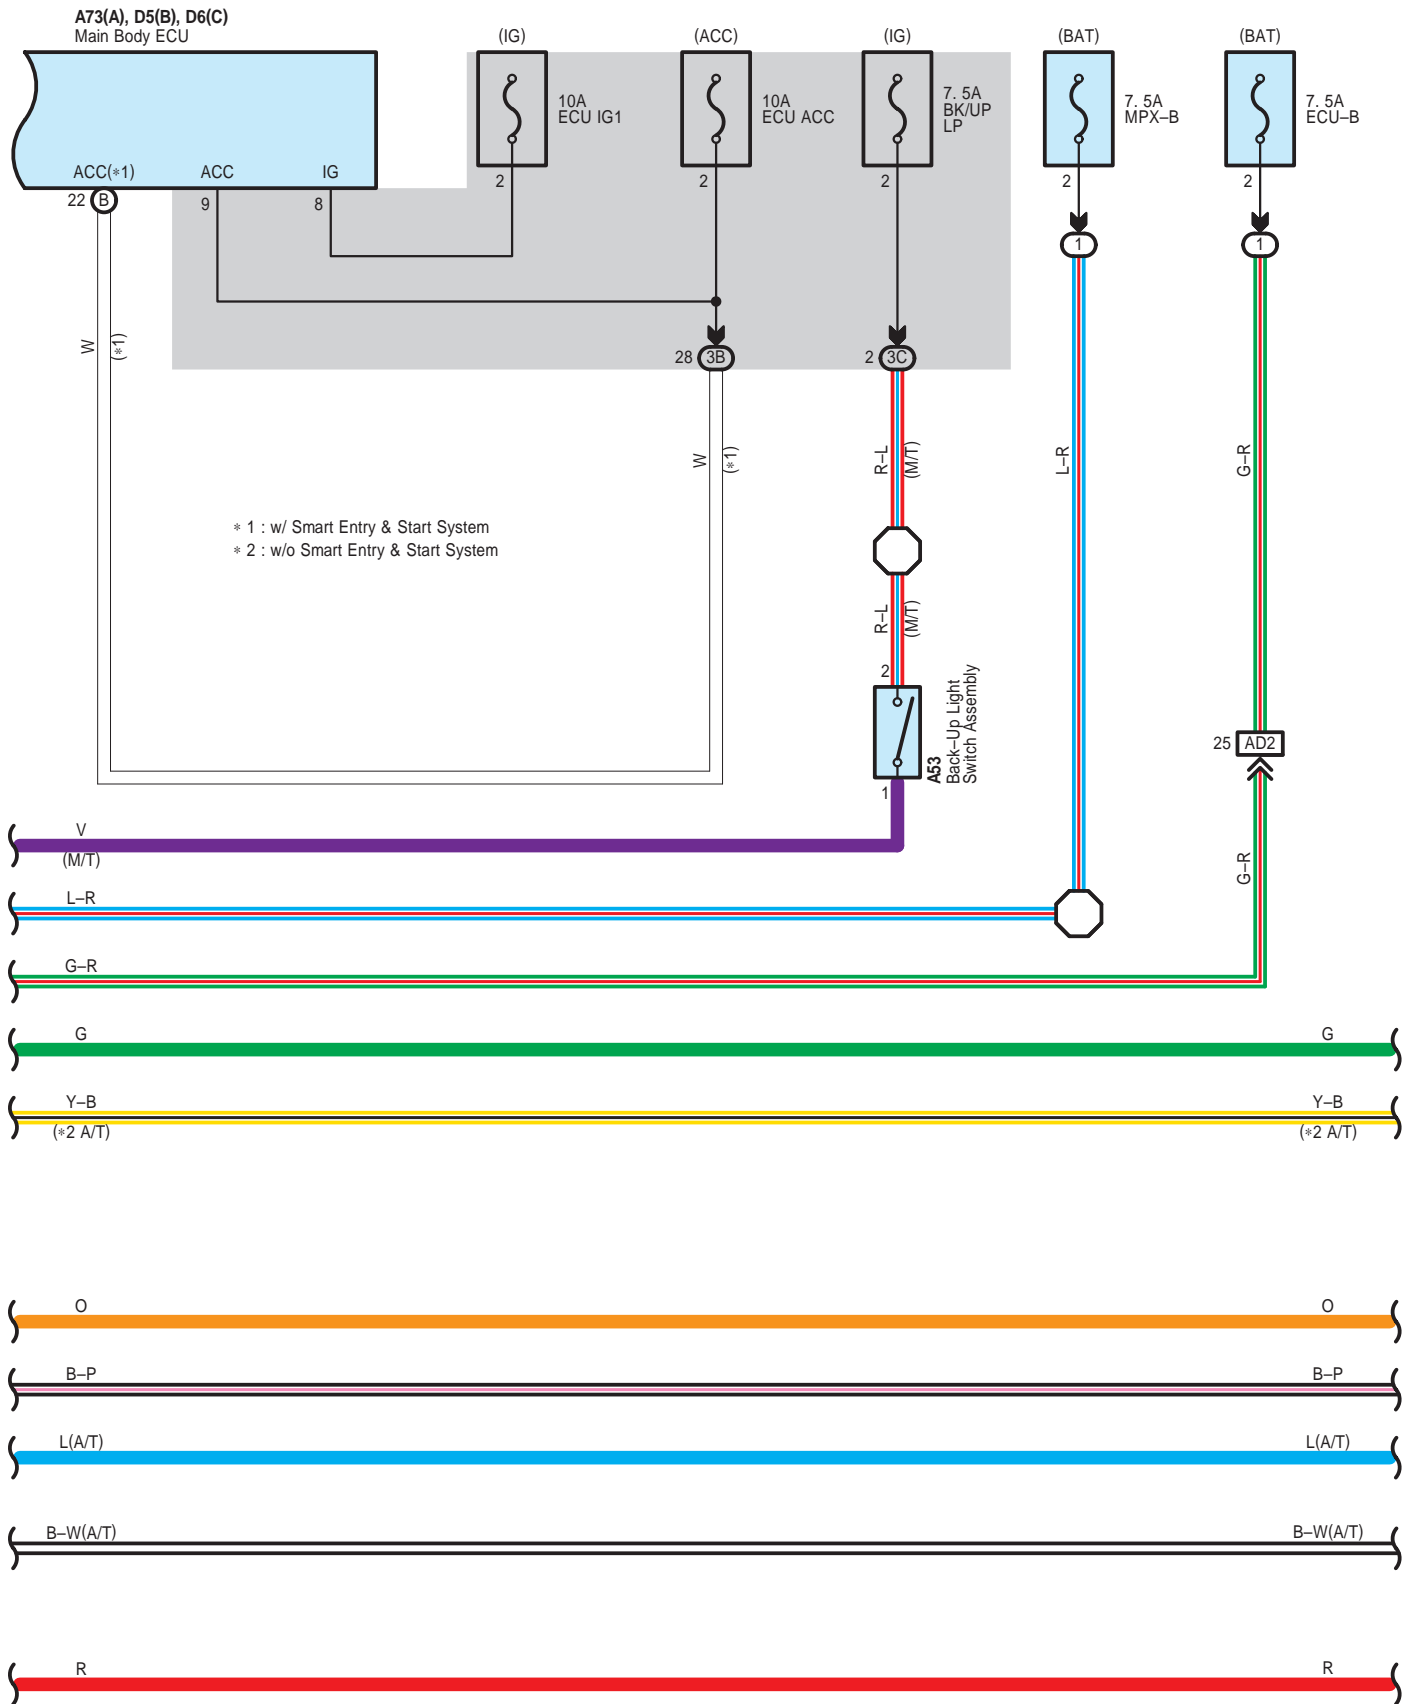 A73(A), D5(B), D6(C)
Main Body ECU
(IG)
(ACC)
(IG)
(BAT)
(BAT)
10A
ECU IG1
10A
ECU ACC
7. 5A
BK/UP
LP
7. 5A
MPX–B
7. 5A
ECU–B
ACC(∗1)
ACC
IG
2
2
2
2
2
22
B
9
8
1
1
W
(∗1)
28
3B
2
3C
W
(∗1)
R–L
(M/T)
L–R
G–R
∗ 1 : w/ Smart Entry & Start System
∗ 2 : w/o Smart Entry & Start System
R–L
(M/T)
2
A53
Back–Up Light
Switch Assembly
1
25
AD2
G–R
V
(M/T)
L–R
G–R
G
G
Y–B
Y–B
(∗2 A/T)
(∗2 A/T)
O
O
B–P
B–P
L(A/T)
L(A/T)
B–W(A/T)
B–W(A/T)
R
R